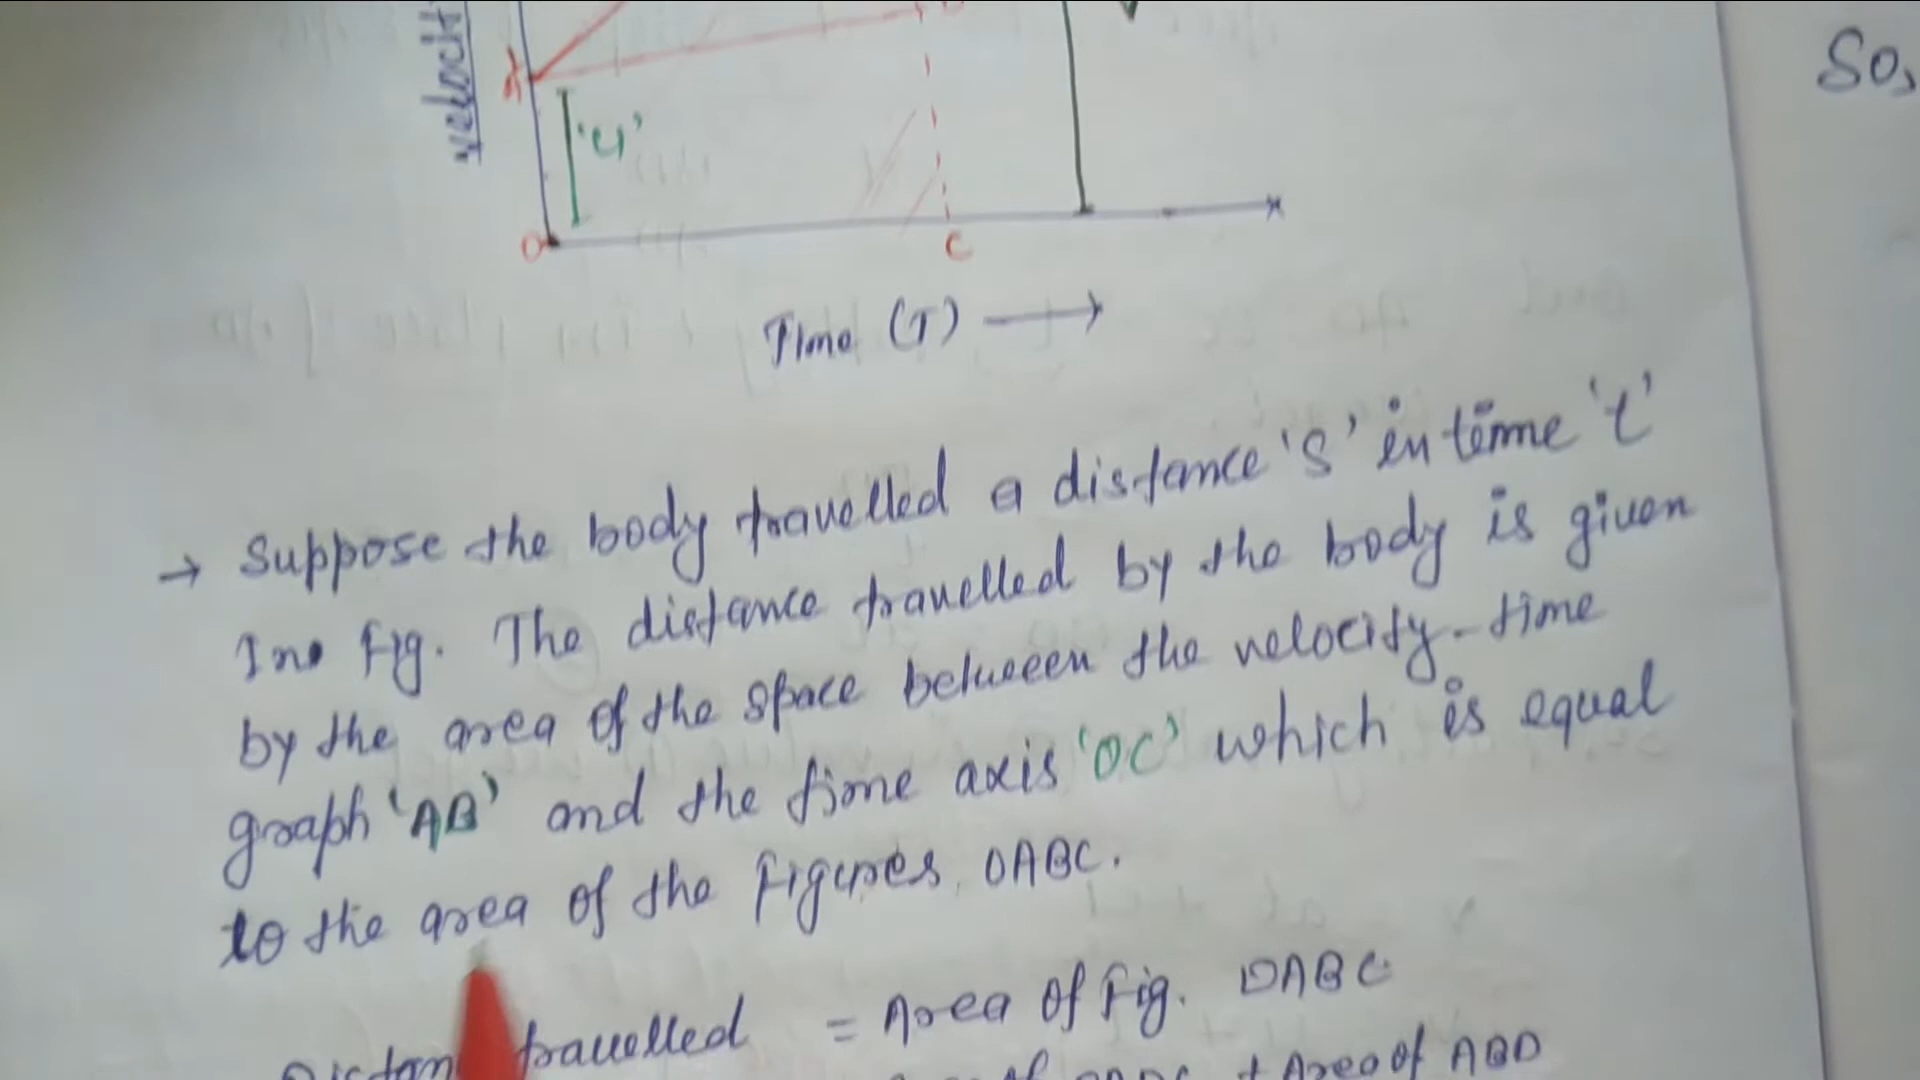 A
'u'
O
C
Time (T)
So,
→ Suppose the body travelled a distance 's' in time 't'
In Fig. The distance travelled by the body is given
by the area of the space between the velocity-time
graph 'AB' and the time axis 'OC' which is equal
to the area of the Figures OABC.
travelled = Area of Fig. OABC
+ Area of ABD